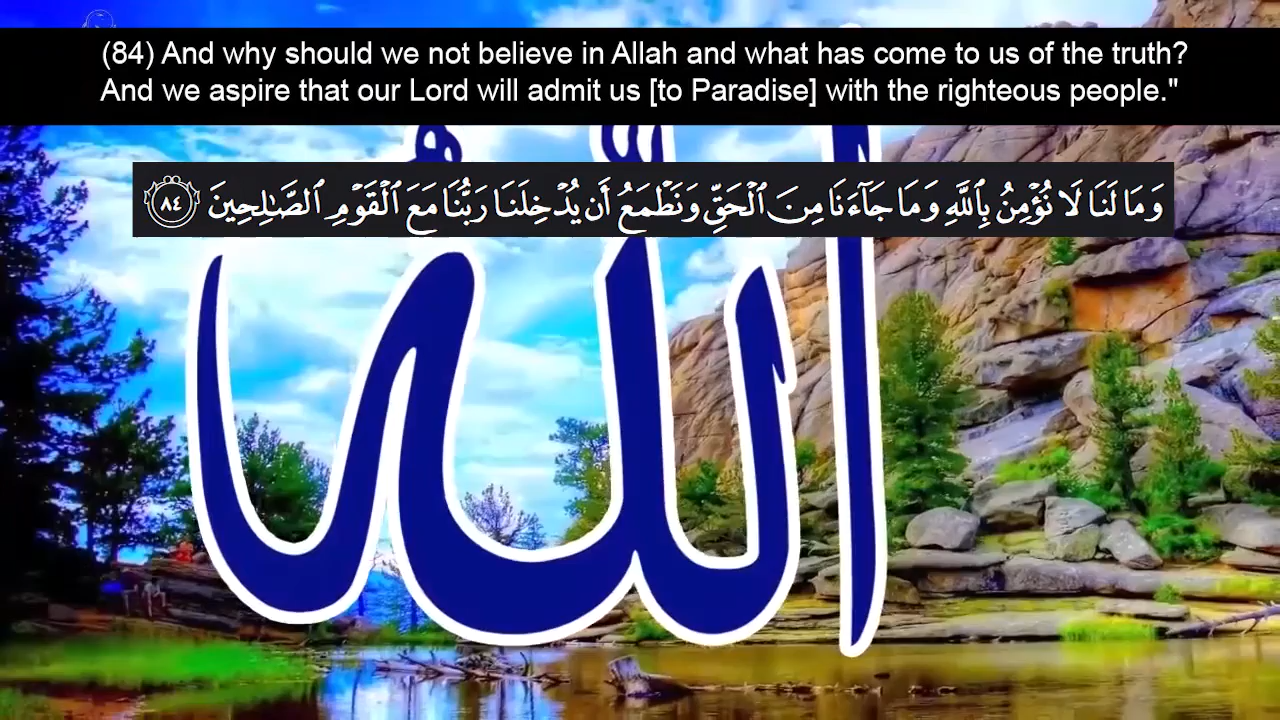 (84) And why should we not believe in Allah and what has come to us of the truth?
And we aspire that our Lord will admit us [to Paradise] with the righteous people."
وَمَا لَنَا لَا نُؤْمِنُ بِٱللَّهِ وَمَا جَآءَنَا مِنَ ٱلْحَقِّ وَنَطْمَعُ أَن يُدْخِلَنَا رَبُّنَا مَعَ ٱلْقَوْمِ ٱلصَّـٰلِحِينَ ٨٤
الله